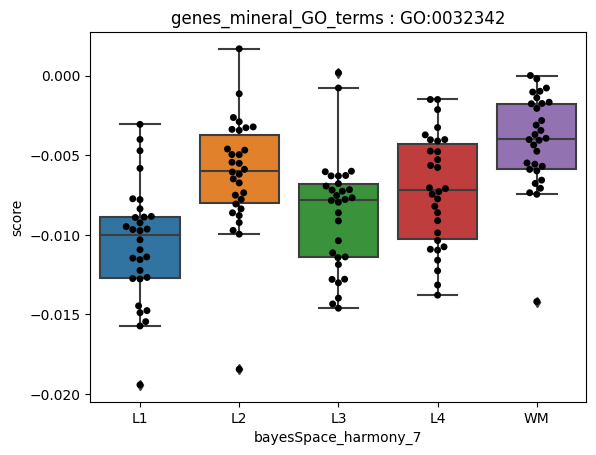 genes_mineral_GO_terms : GO:0032342
score
0.000
−0.005
−0.010
−0.015
−0.020
L1 L2 L3 L4 WM
bayesSpace_harmony_7